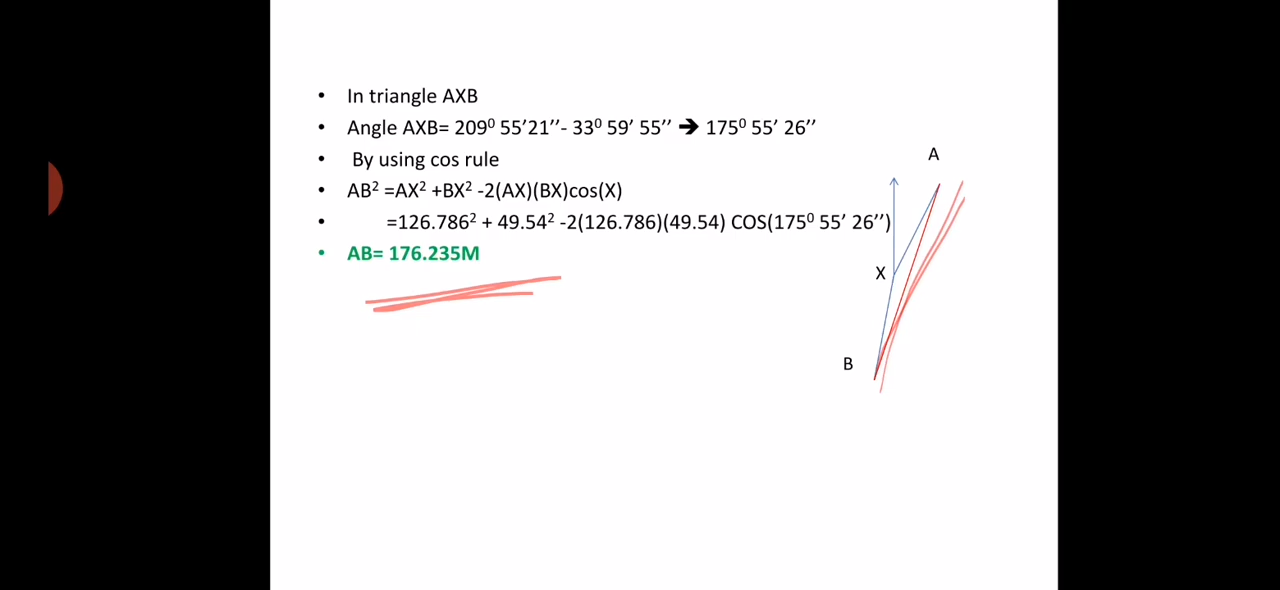 • In triangle AXB
• Angle AXB= 209⁰ 55’21’’- 33⁰ 59’ 55’’ ➔ 175⁰ 55’ 26’’
• By using cos rule
• AB² =AX² +BX² -2(AX)(BX)cos(X)
• =126.786² + 49.54² -2(126.786)(49.54) COS(175⁰ 55’ 26’’)
• AB= 176.235M
A
X
B